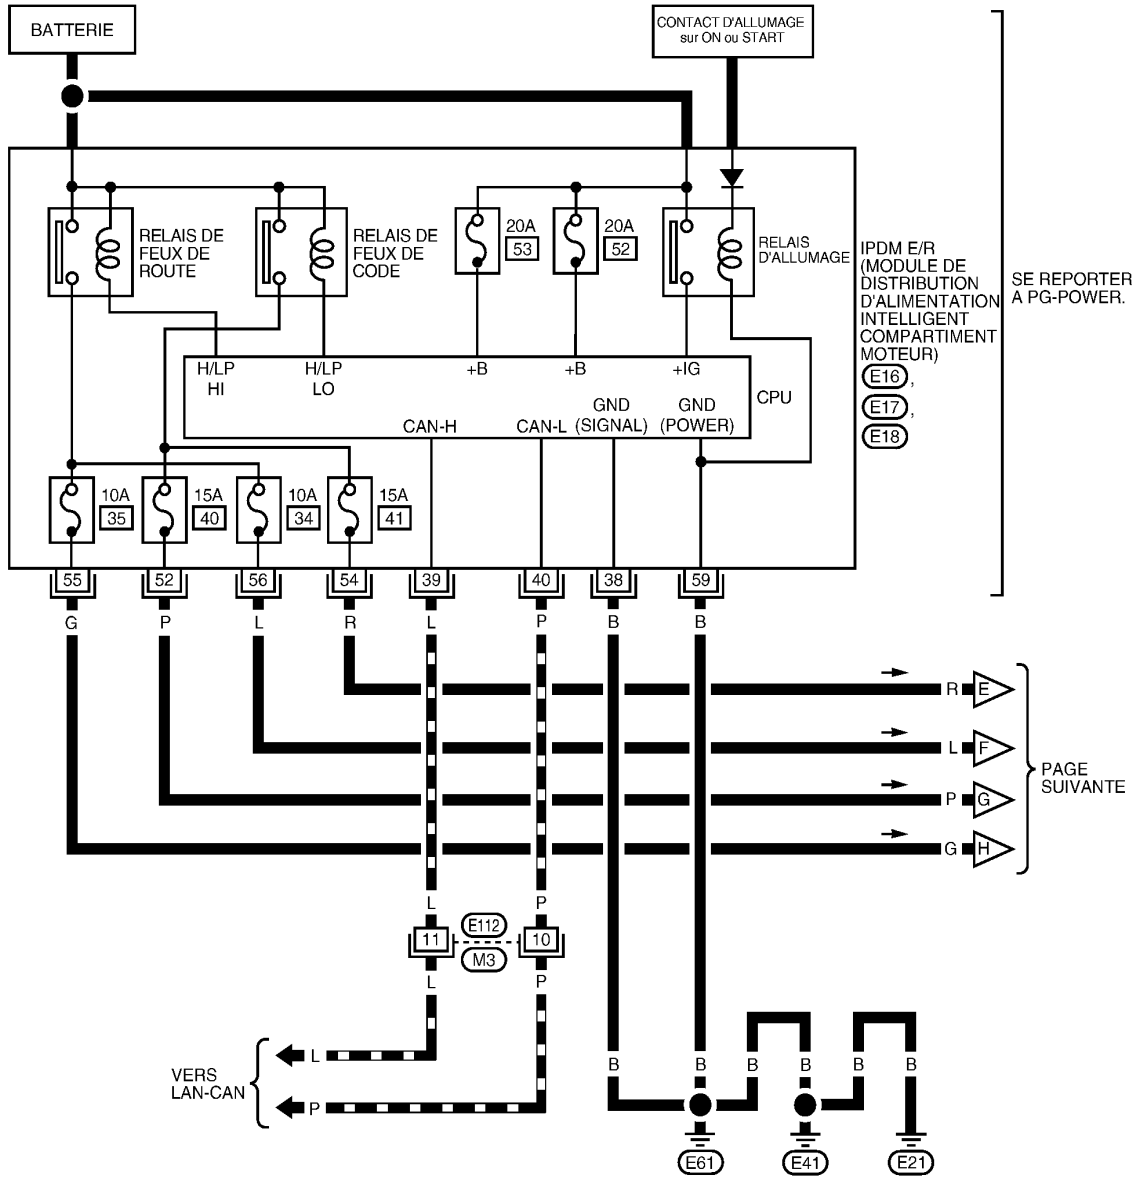 BATTERIE
CONTACT D'ALLUMAGE
sur ON ou START
RELAIS DE
FEUX DE
ROUTE
RELAIS DE
FEUX DE
CODE
20A
53
20A
52
RELAIS
D'ALLUMAGE
IPDM E/R
(MODULE DE
DISTRIBUTION
D'ALIMENTATION
INTELLIGENT
COMPARTIMENT
MOTEUR)
E16 ,
E17 ,
E18
SE REPORTER
A PG-POWER.
H/LP
HI
H/LP
LO
+B
+B
+IG
CPU
CAN-H
CAN-L
GND
(SIGNAL)
GND
(POWER)
10A
35
15A
40
10A
34
15A
41
55
52
56
54
39
40
38
59
G
P
L
R
L
P
B
B
R E
L F
P G
G H
PAGE
SUIVANTE
L
P
11
E112
M3
10
L
P
VERS
LAN-CAN
L
P
B
B
B
B
B
B
E61
E41
E21